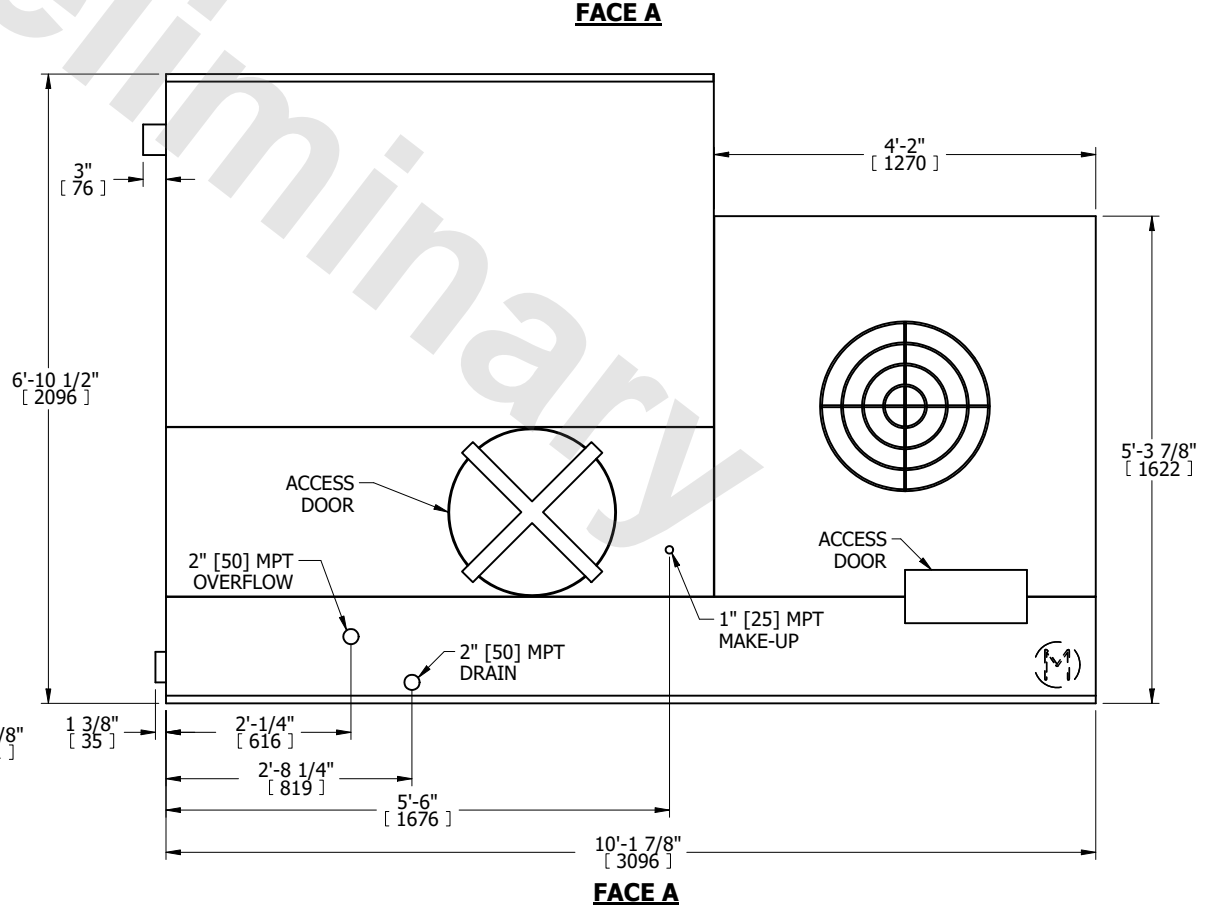 FACE A
eliminary
4'-2"
[ 1270 ]
3"
[ 76 ]
6'-10 1/2"
[ 2096 ]
5'-3 7/8"
[ 1622 ]
ACCESS
DOOR
2" [50] MPT
OVERFLOW
ACCESS
DOOR
1" [25] MPT
MAKE-UP
2" [50] MPT
DRAIN
M
/8"
]
1 3/8"
[ 35 ]
2'-1/4"
[ 616 ]
2'-8 1/4"
[ 819 ]
5'-6"
[ 1676 ]
10'-1 7/8"
[ 3096 ]
FACE A